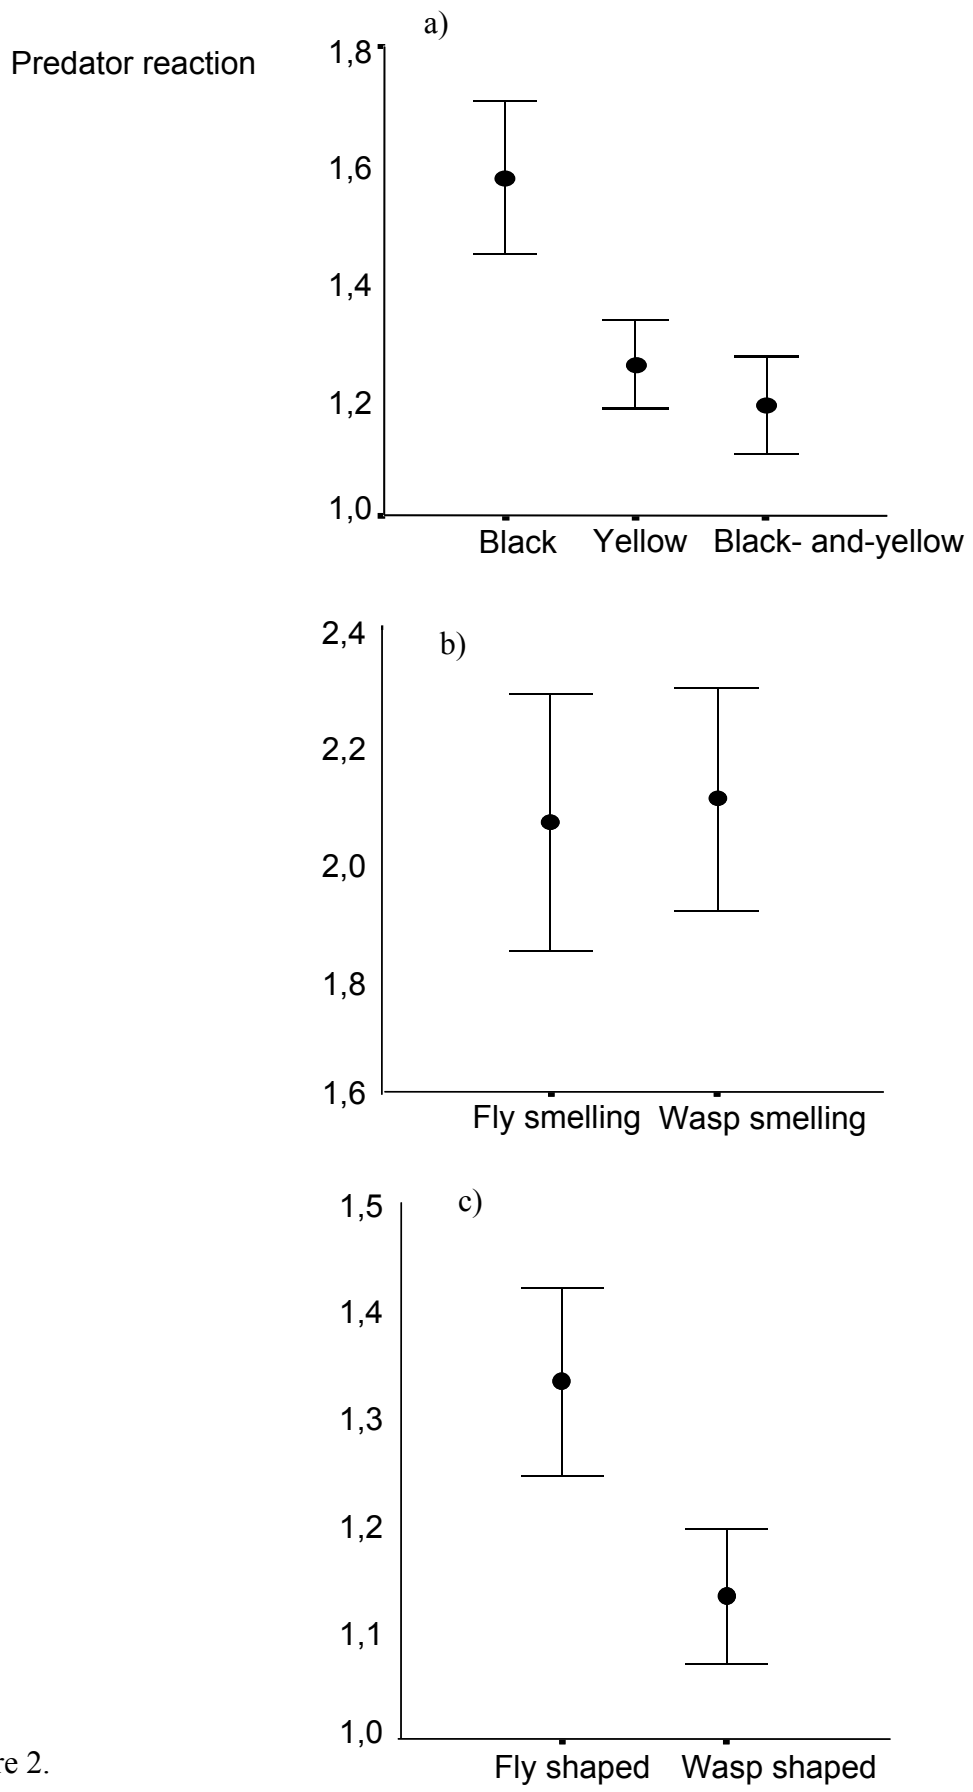 a)
Predator reaction
1,8
1,6
1,4
1,2
1,0
Black Yellow Black- and-yellow
b)
2,4
2,2
2,0
1,8
1,6
Fly smelling Wasp smelling
c)
1,5
1,4
1,3
1,2
1,1
1,0
Fly shaped Wasp shaped
re 2.